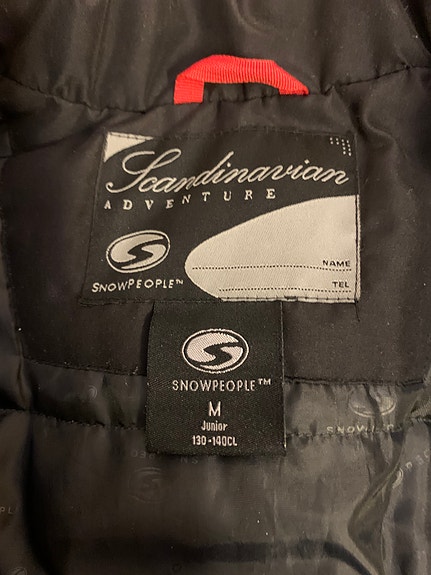 Scandinavian
ADVENTURE
SNOWPEOPLE™
NAME
TEL
SNOWPEOPLE™
M
Junior
130-140CL